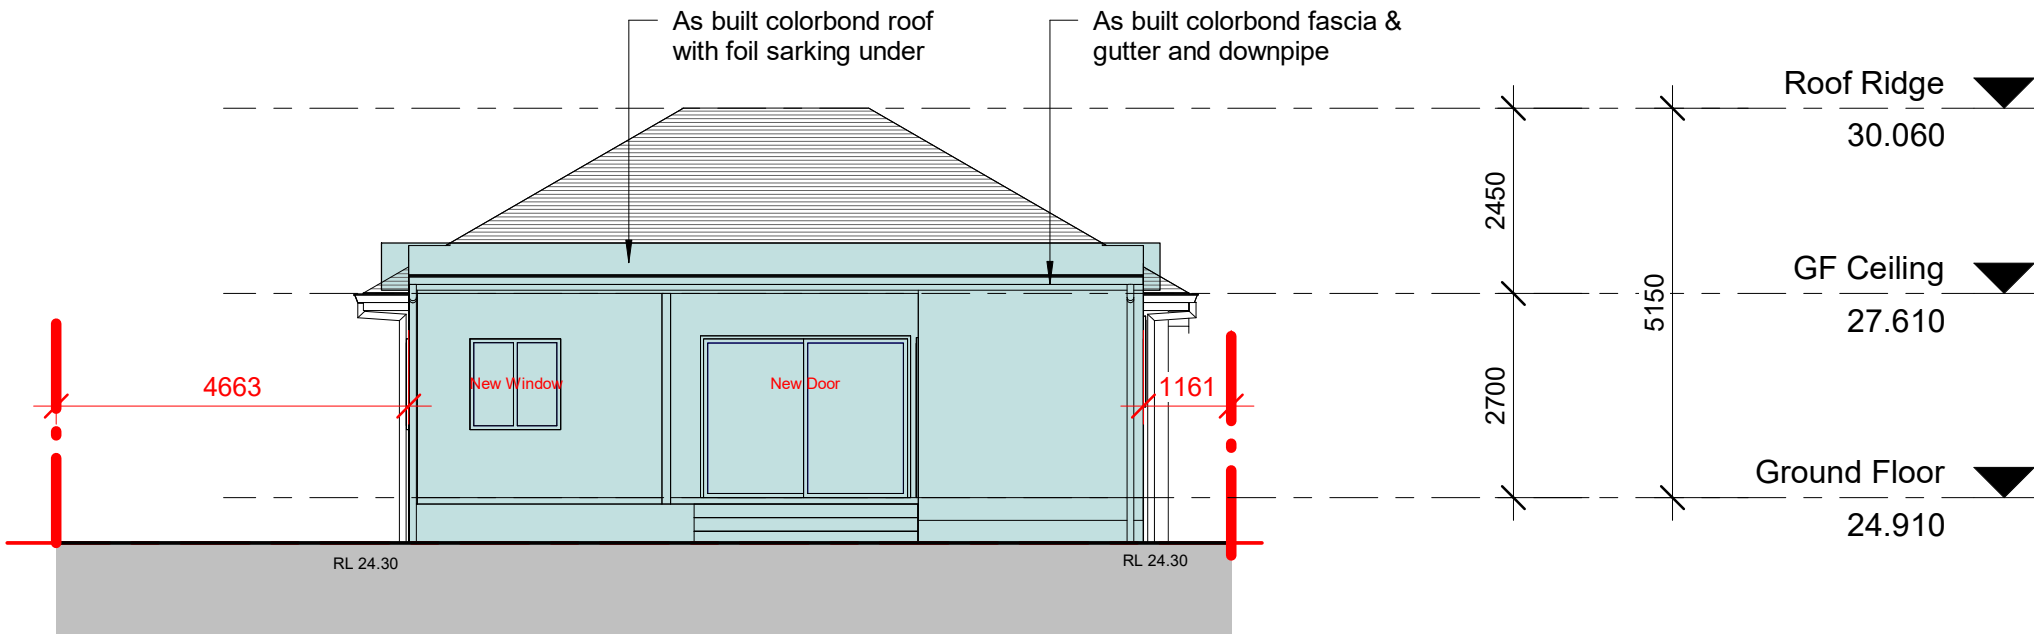 As built colorbond roof
with foil sarking under
As built colorbond fascia &
gutter and downpipe
Roof Ridge
30.060
2450
GF Ceiling
27.610
5150
2700
4663
New Window
New Door
1161
Ground Floor
24.910
RL 24.30
RL 24.30